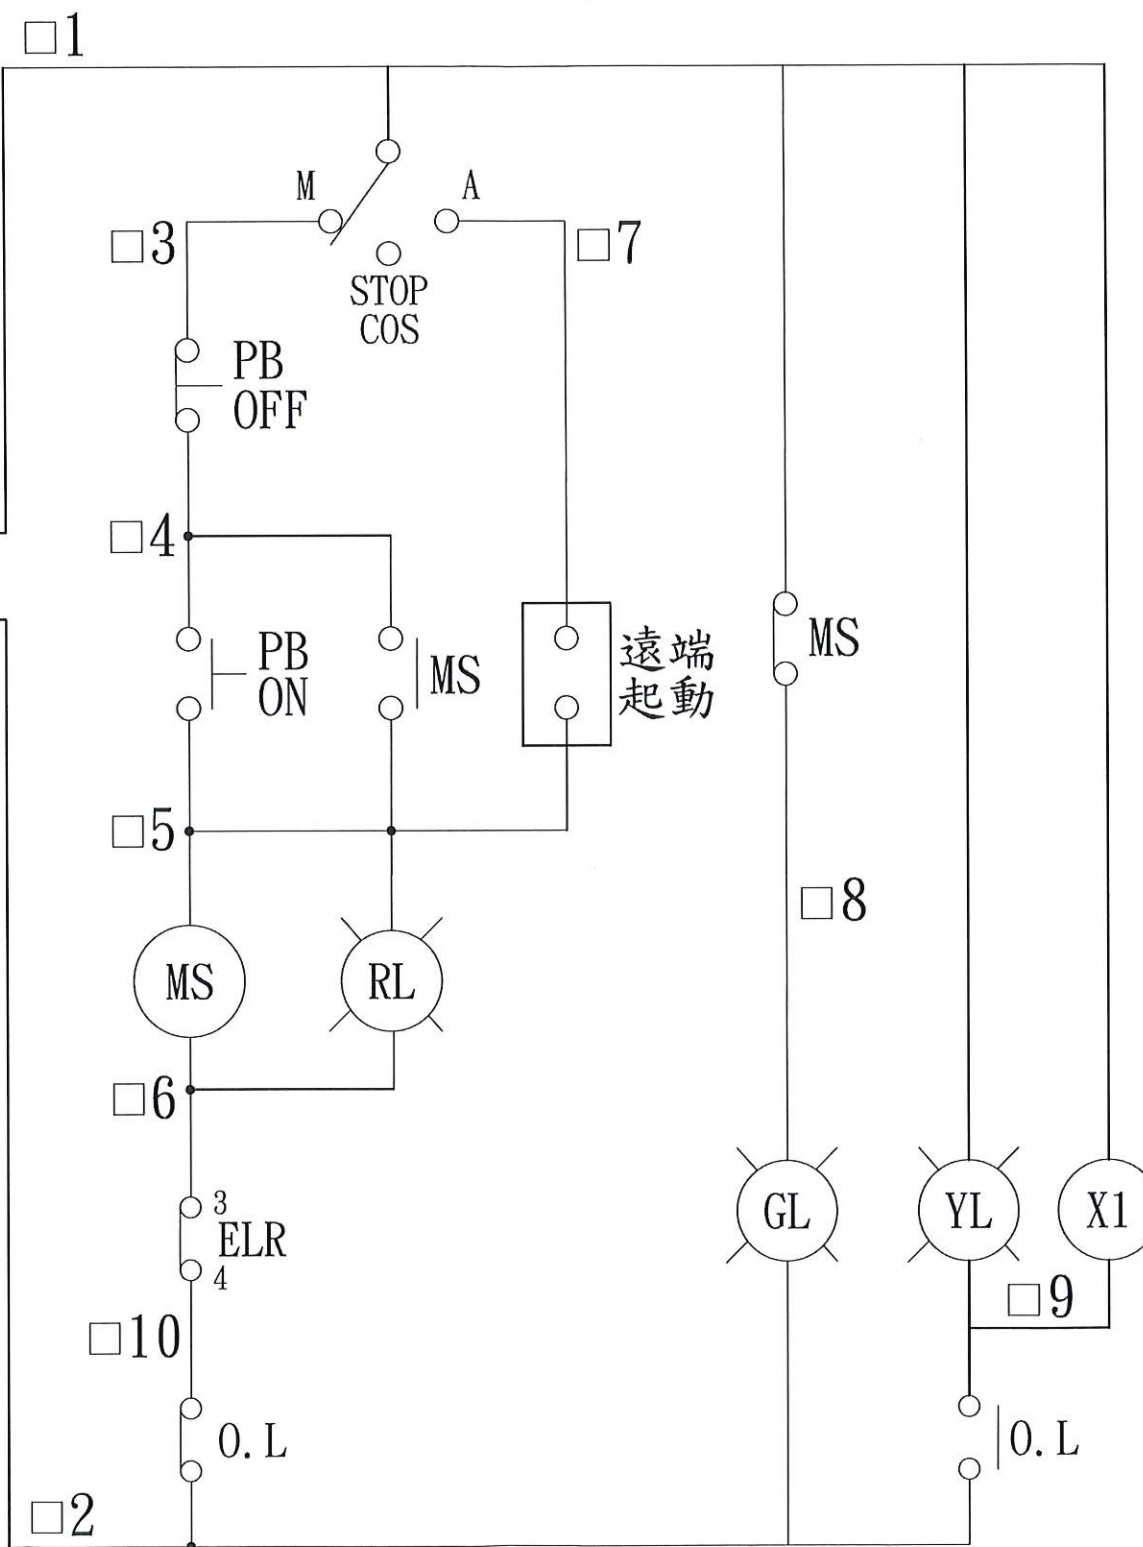 □1
M
A
□3
□7
STOP
COS
PB
OFF
□4
PB
ON
MS
遠端
起動
MS
□5
□8
MS
RL
□6
3
ELR
4
GL
YL
X1
□9
□10
O.L
O.L
□2